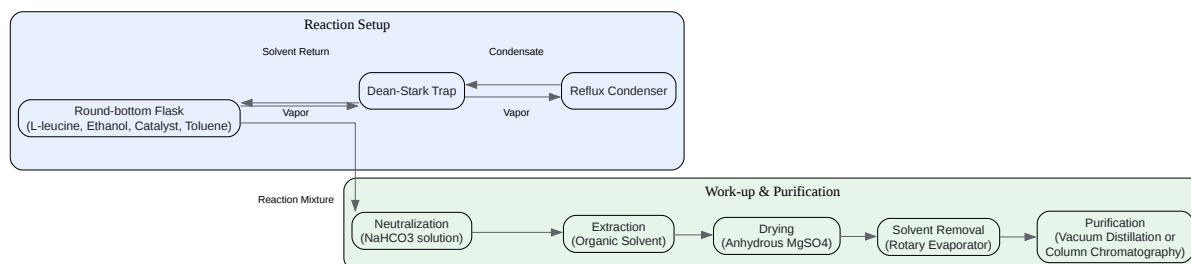 Reaction Setup
Solvent Return
Condensate
Dean-Stark Trap
Reflux Condenser
Round-bottom Flask
(L-leucine, Ethanol, Catalyst, Toluene)
Vapor
Vapor
Reaction Mixture
Work-up & Purification
Neutralization
(NaHCO3 solution)
Extraction
(Organic Solvent)
Drying
(Anhydrous MgSO4)
Solvent Removal
(Rotary Evaporator)
Purification
(Vacuum Distillation or
Column Chromatography)